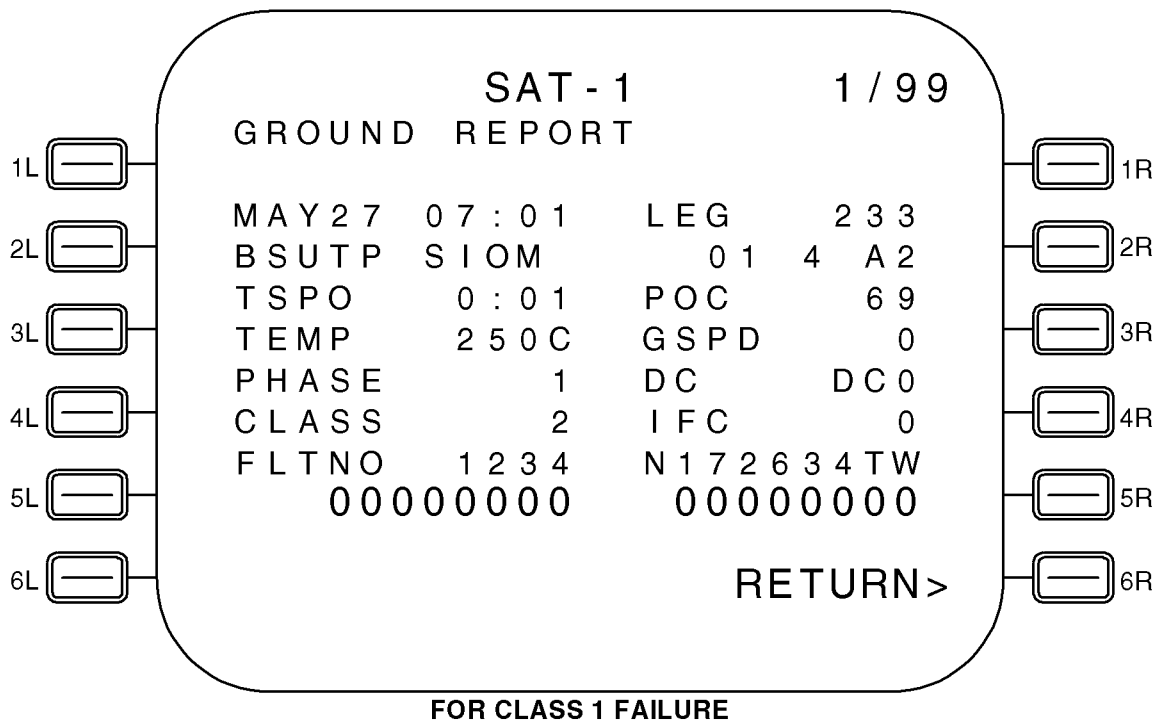 SAT-1 1/99
GROUND REPORT
1L 1R
MAY27 07:01 LEG 233
2L 2R
BSUTP SIOM 01 4 A2
TSPO 0:01 POC 69
3L 3R
TEMP 250C GSPD 0
PHASE 1 DC DC0
4L 4R
CLASS 2 IFC 0
FLTNO 1234 N172634TW
5L 5R
00000000 00000000
6L 6R
RETURN>
FOR CLASS 1 FAILURE